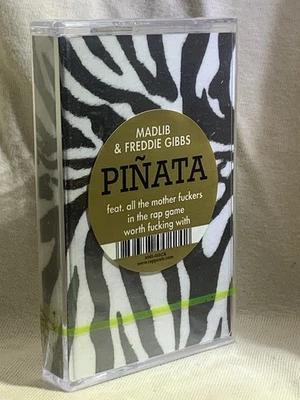 MADLIB
& FREDDIE GIBBS
PIÑATA
feat. all the mother fuckers
in the rap game
worth fucking with